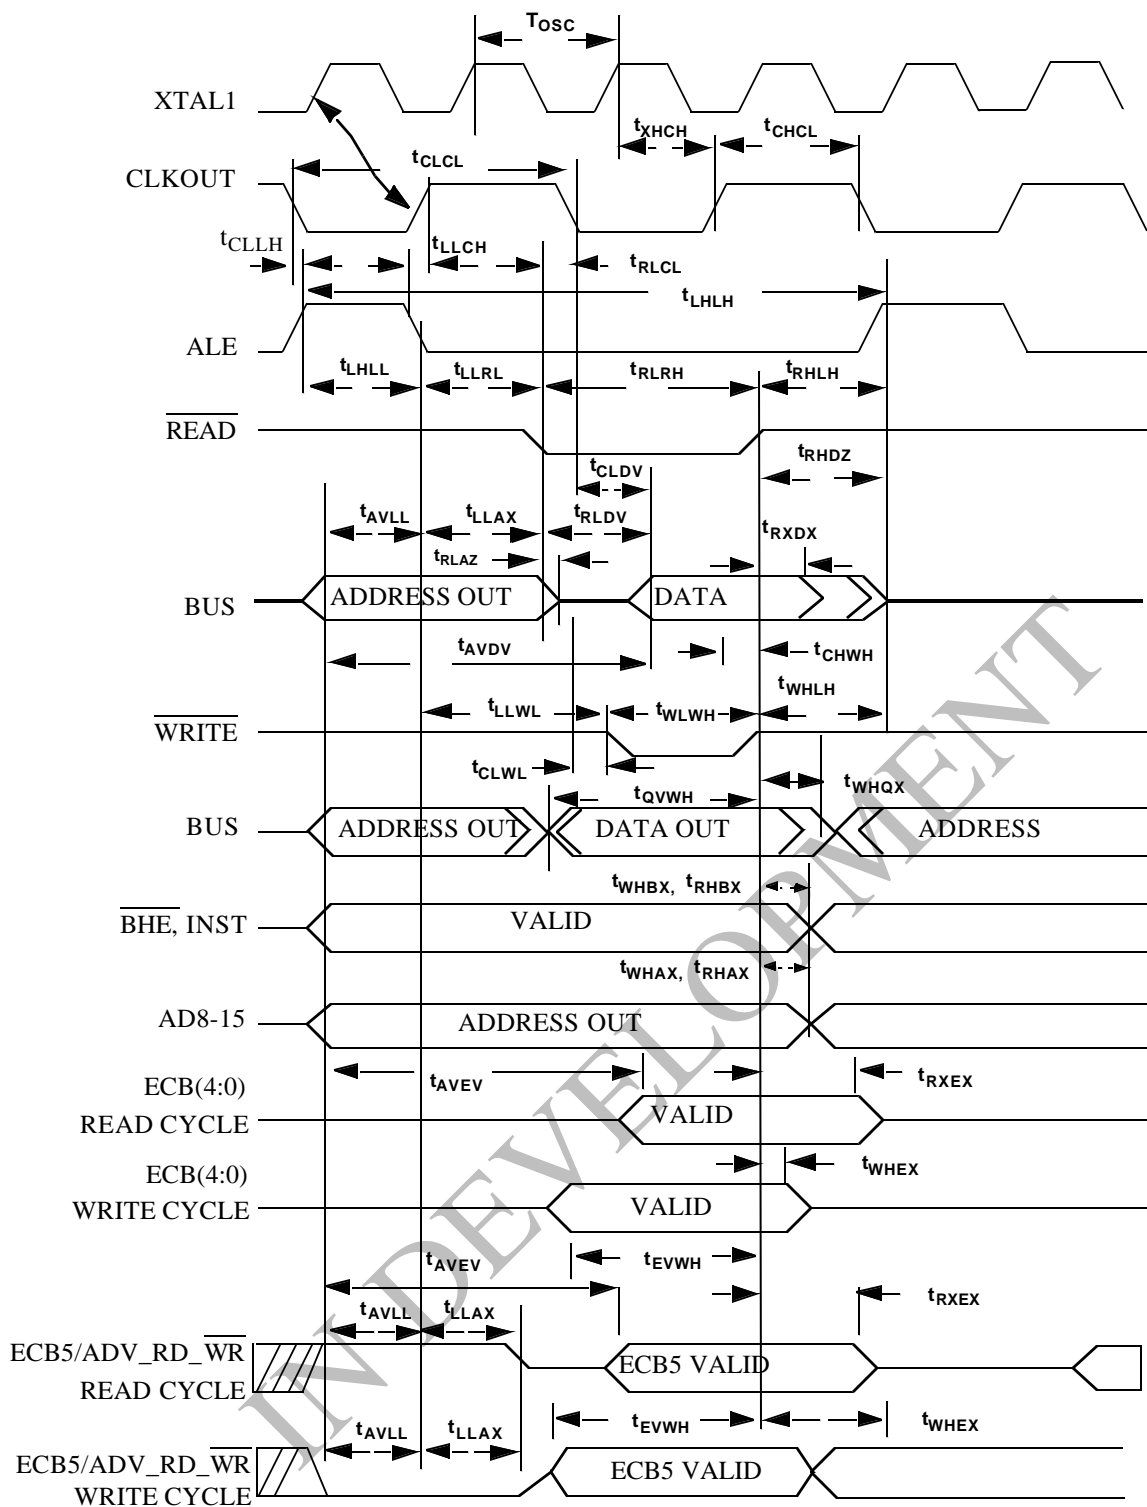 TOSC
XTAL1
tXHCH tCHCL
tCLCL
CLKOUT
tCLLH tLLCH
tRLCL
tLHLH
ALE
tLHLL tLLRL tRLRH tRHLH
READ
tRHDZ
tCLDV
tAVLL tLLAX tRLDV
tRXDX
tRLAZ
BUS ADDRESS OUT DATA
tAVDV tCHWH
tWHLH
tLLWL tWLWH
WRITE
tCLWL
tQVWH tWHQX
BUS ADDRESS OUT DATA OUT ADDRESS
tWHBX, tRHBX
BHE, INST VALID
tWHAX, tRHAX
AD8-15 ADDRESS OUT
ECB(4:0) tAVEV tRXEX
READ CYCLE VALID
ECB(4:0) tWHEX
WRITE CYCLE VALID
tAVEV tEVWH
tRXEX
tAVLL tLLAX
ECB5/ADV_RD_WR ECB5 VALID
READ CYCLE
tEVWH tWHEX
tAVLL tLLAX
ECB5/ADV_RD_WR ECB5 VALID
WRITE CYCLE
IN DEVELOPMENT